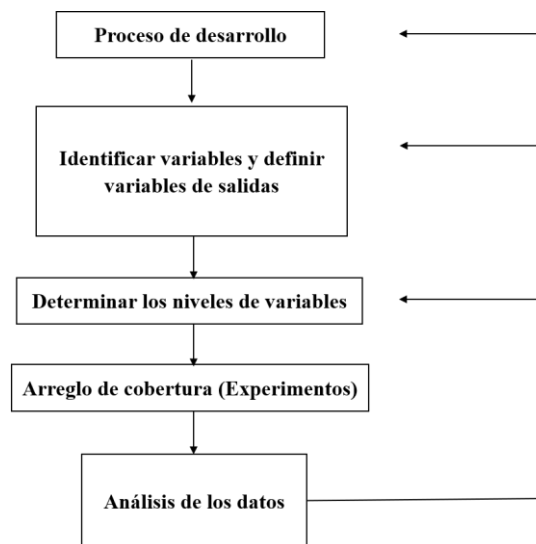 Proceso de desarrollo
Identificar variables y definir
variables de salidas
Determinar los niveles de variables
Arreglo de cobertura (Experimentos)
Análisis de los datos